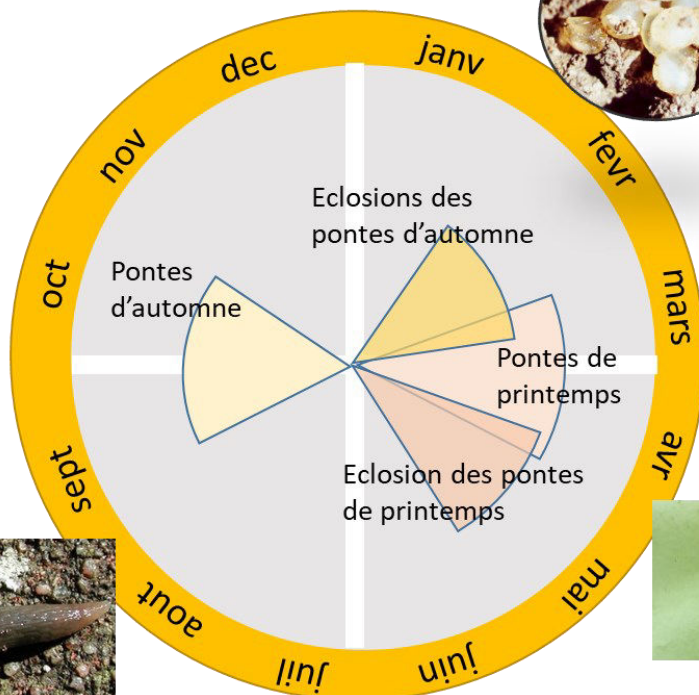 janv
fevr
mars
avr
mai
juin
juil
aout
sept
oct
nov
dec
Eclosions des
pontes d'automne
Pontes
d'automne
Pontes de
printemps
Eclosion des pontes
de printemps